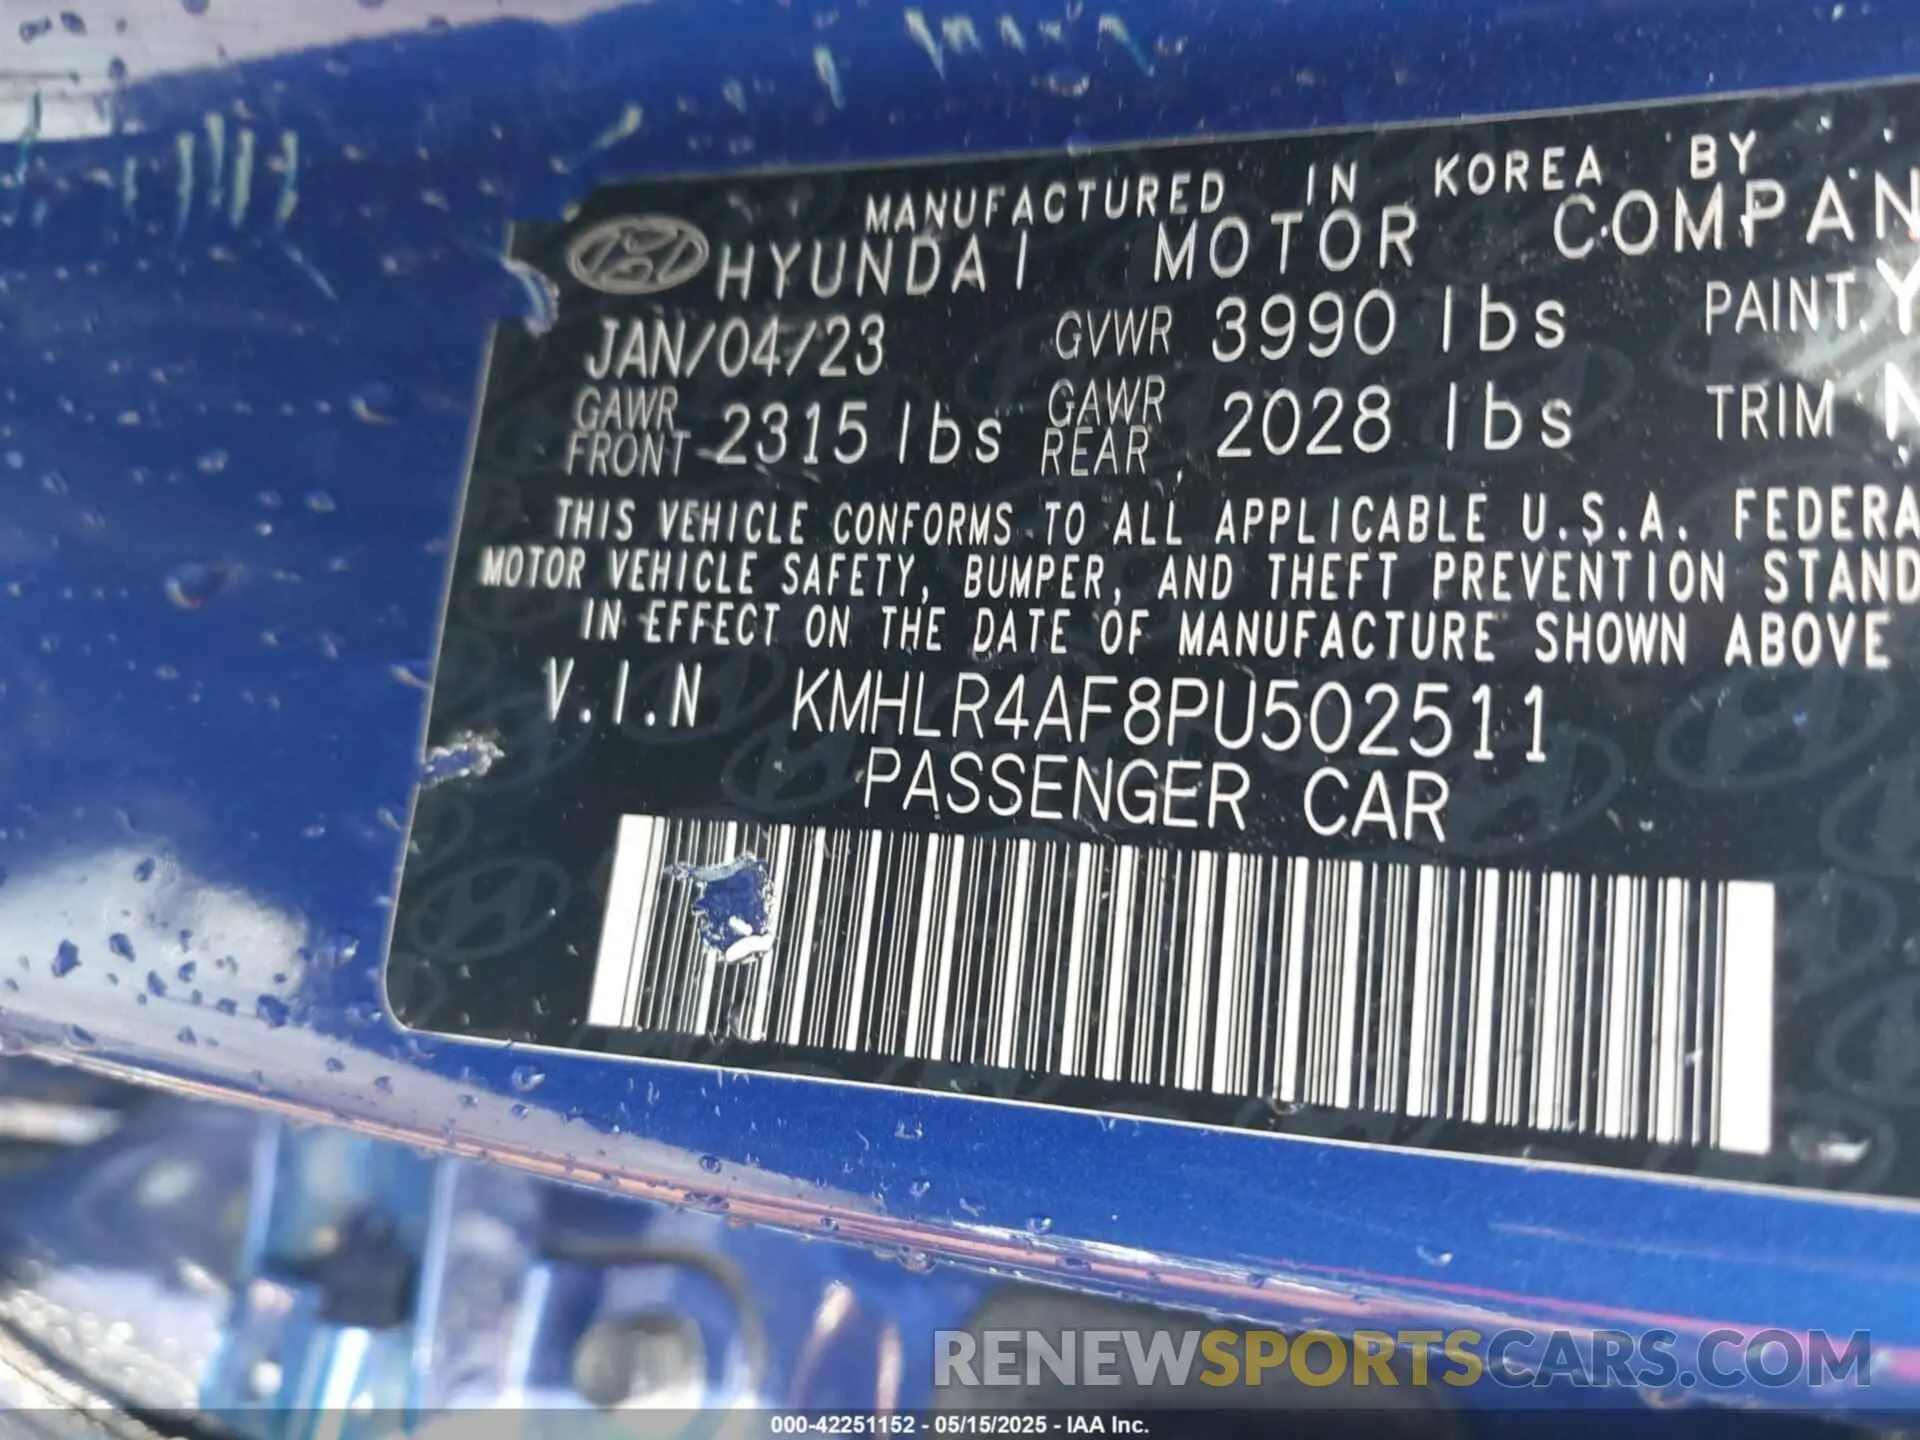 MANUFACTURED IN KOREA BY
HYUNDAI MOTOR COMPAN
JAN/04/23 GVWR 3990 lbs PAINT Y
GAWR FRONT 2315 lbs GAWR REAR 2028 lbs TRIM N
THIS VEHICLE CONFORMS TO ALL APPLICABLE U.S.A. FEDERA
MOTOR VEHICLE SAFETY, BUMPER, AND THEFT PREVENTION STAND
IN EFFECT ON THE DATE OF MANUFACTURE SHOWN ABOVE
V.I.N KMHLR4AF8PU502511
PASSENGER CAR
RENEWSPORTSCARS.COM
000-42251152 - 05/15/2025 - IAA Inc.